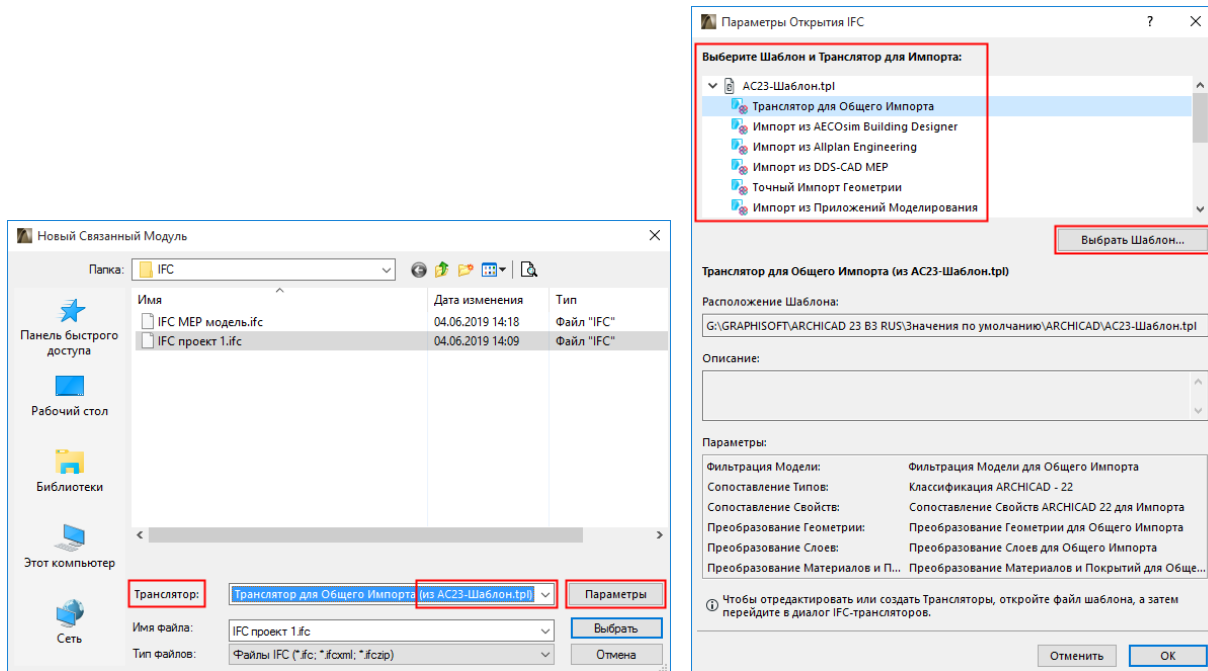 Новый Связанный Модуль
Папка:
IFC
Имя
Дата изменения
Тип
IFC MEP модель.ifc
04.06.2019 14:18
Файл "IFC"
IFC проект 1.ifc
04.06.2019 14:09
Файл "IFC"
Панель быстрого
доступа
Рабочий стол
Библиотеки
Этот компьютер
Сеть
Транслятор:
Транслятор для Общего Импорта (из AC23-Шаблон.tpl)
Параметры
Имя файла:
IFC проект 1.ifc
Выбрать
Тип файлов:
Файлы IFC (*.ifc; *.ifcxml; *.ifczip)
Отмена
Параметры Открытия IFC
?
Выберите Шаблон и Транслятор для Импорта:
AC23-Шаблон.tpl
Транслятор для Общего Импорта
Импорт из AECOsim Building Designer
Импорт из Allplan Engineering
Импорт из DDS-CAD MEP
Точный Импорт Геометрии
Импорт из Приложений Моделирования
Выбрать Шаблон...
Транслятор для Общего Импорта (из AC23-Шаблон.tpl)
Расположение Шаблона:
G:\GRAPHISOFT\ARCHICAD 23 B3 RUS\Значения по умолчанию\ARCHICAD\AC23-Шаблон.tpl
Описание:
Параметры:
Фильтрация Модели: Фильтрация Модели для Общего Импорта
Сопоставление Типов: Классификация ARCHICAD - 22
Сопоставление Свойств: Сопоставление Свойств ARCHICAD 22 для Импорта
Преобразование Геометрии: Преобразование Геометрии для Общего Импорта
Преобразование Слоев: Преобразование Слоев для Общего Импорта
Преобразование Материалов и П... Преобразование Материалов и Покрытий для Обще...
Чтобы отредактировать или создать Трансляторы, откройте файл шаблона, а затем
перейдите в диалог IFC-трансляторов.
Отменить
OK